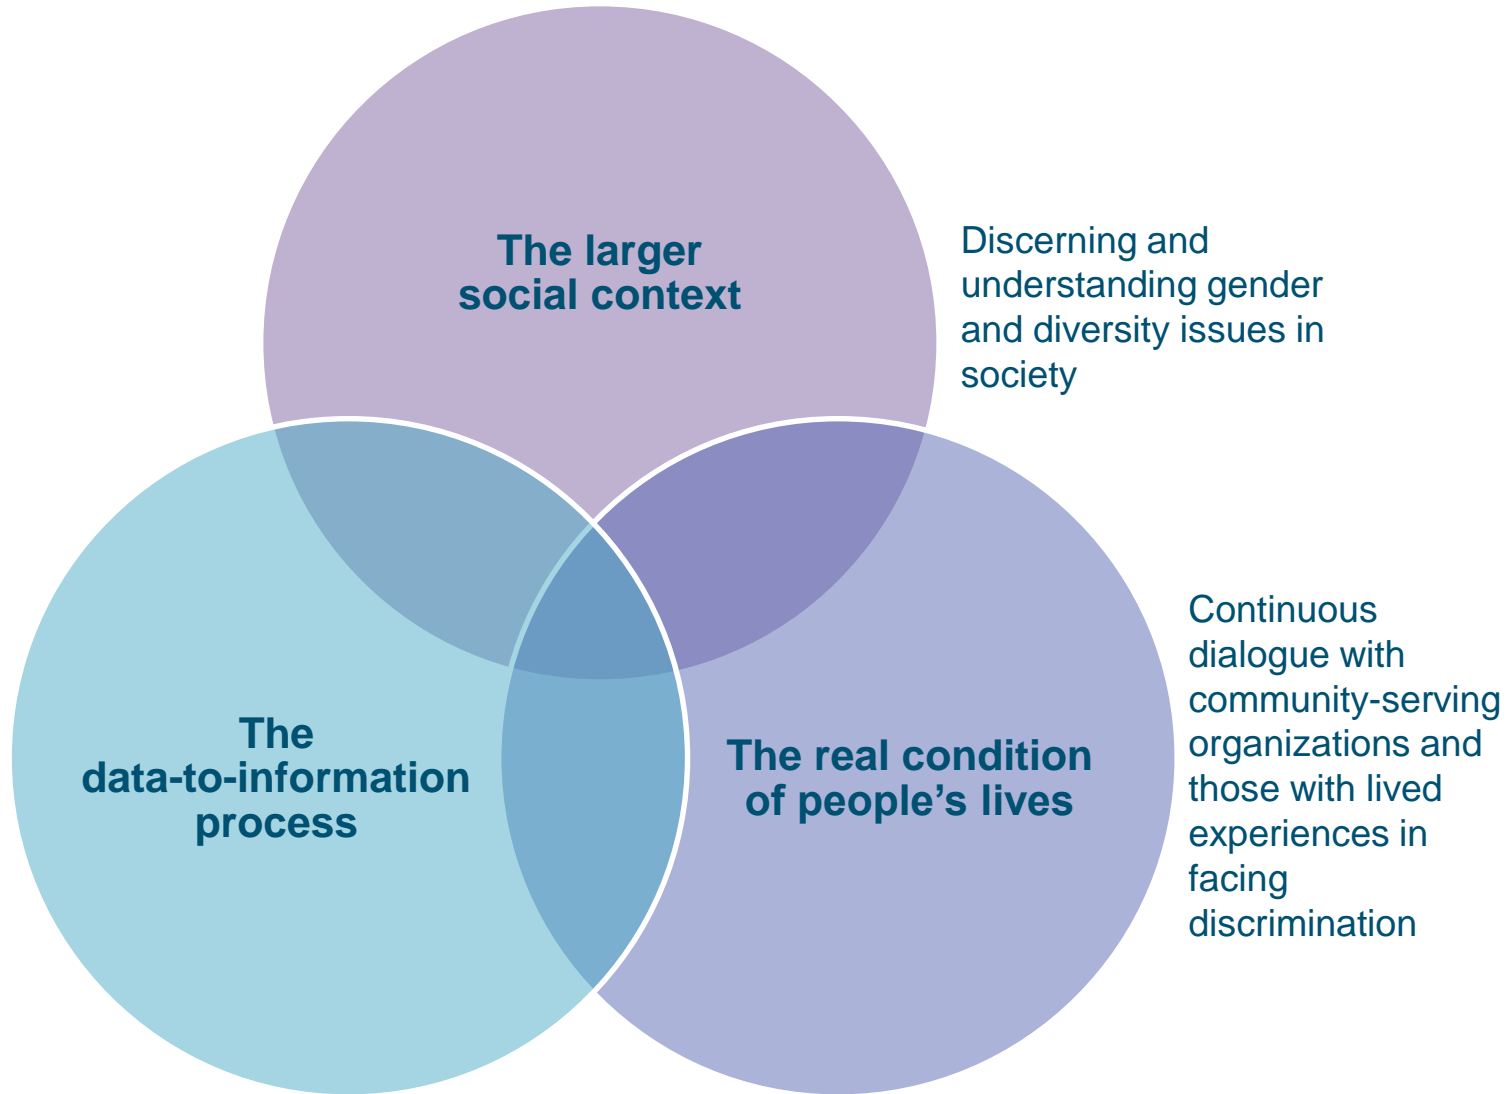 The larger
social context
Discerning and
understanding gender
and diversity issues in
society
The
data-to-information
process
The real condition
of people’s lives
Continuous
dialogue with
community-serving
organizations and
those with lived
experiences in
facing
discrimination